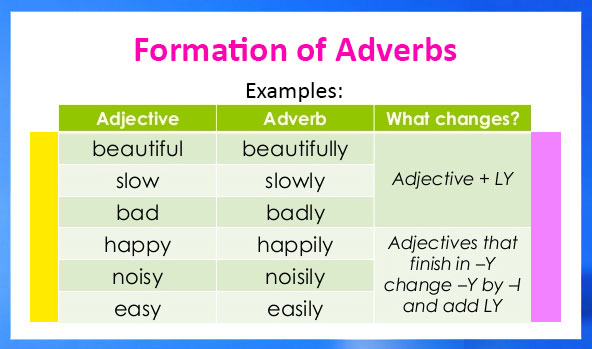 Formation of Adverbs
Examples:
Adjective Adverb What changes?
beautiful beautifully
slow slowly
bad badly
Adjective + LY
happy happily
noisy noisily
easy easily
Adjectives that
finish in –Y
change –Y by –I
and add LY